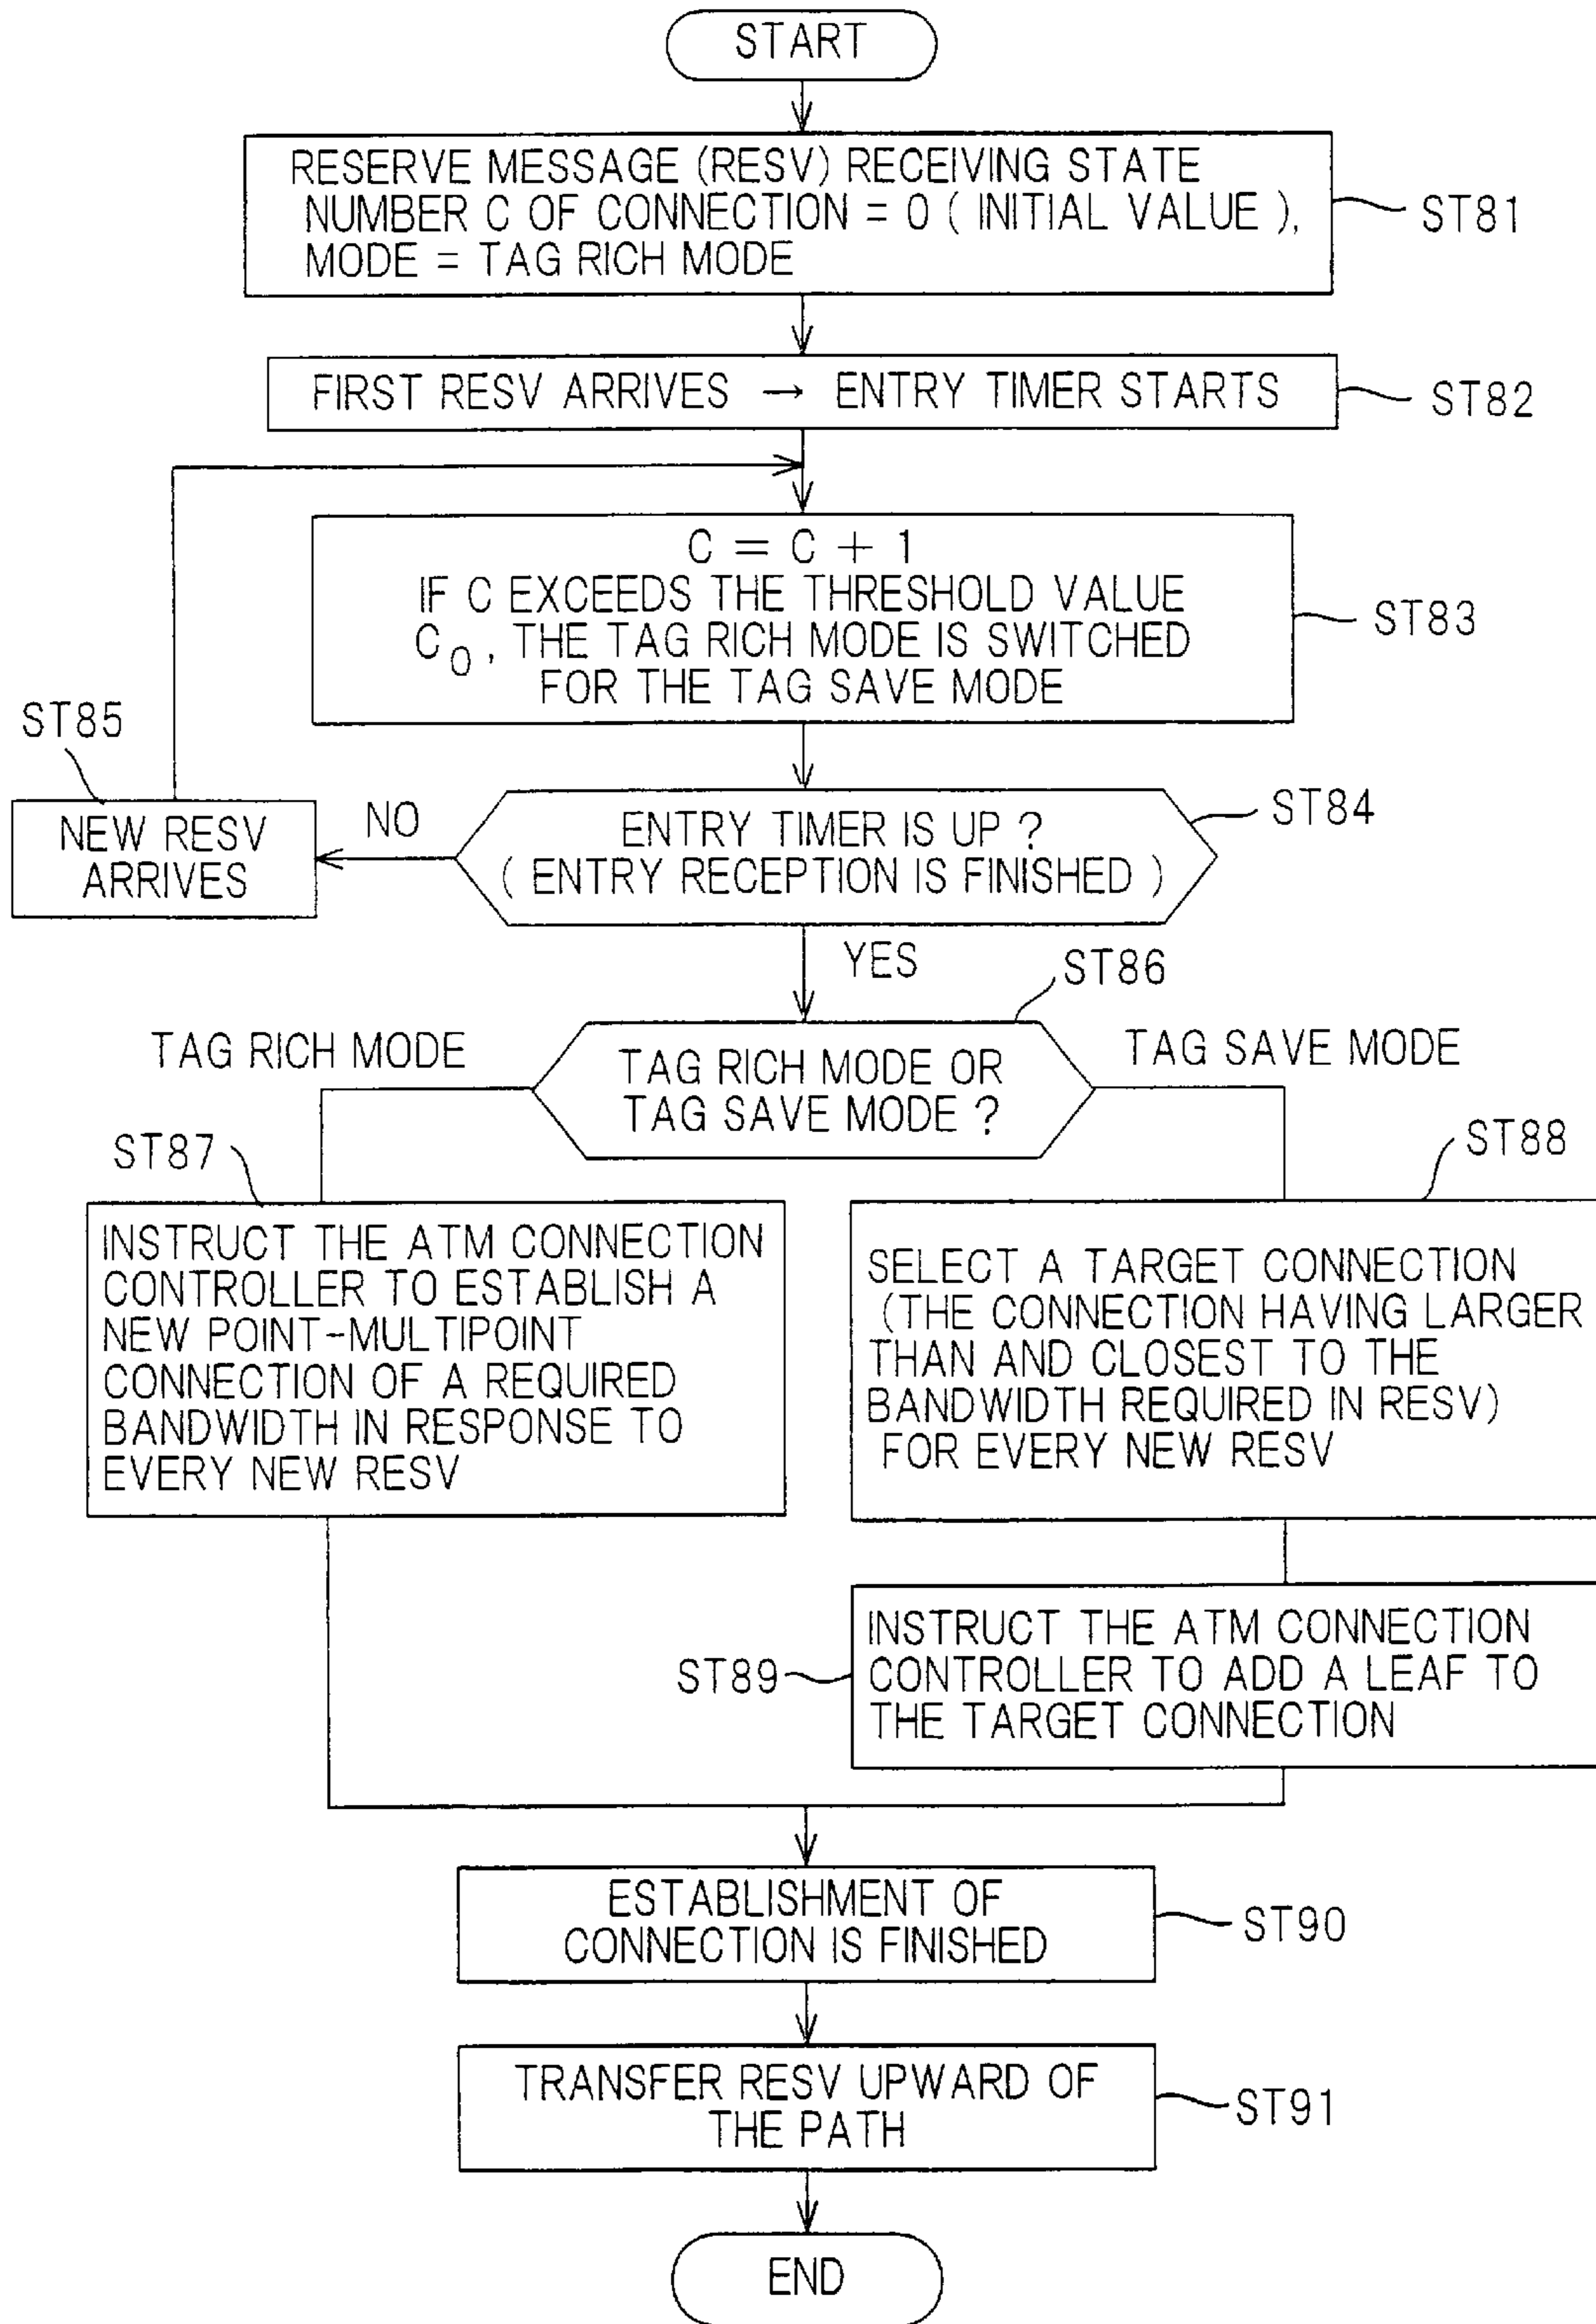 START
RESERVE MESSAGE (RESV) RECEIVING STATE
NUMBER C OF CONNECTION = 0 ( INITIAL VALUE ),
MODE = TAG RICH MODE
ST81
FIRST RESV ARRIVES → ENTRY TIMER STARTS
ST82
C = C + 1
IF C EXCEEDS THE THRESHOLD VALUE
C0, THE TAG RICH MODE IS SWITCHED
FOR THE TAG SAVE MODE
ST83
ST85
NEW RESV
ARRIVES
NO
ENTRY TIMER IS UP ?
( ENTRY RECEPTION IS FINISHED )
ST84
YES
ST86
TAG RICH MODE
TAG RICH MODE OR
TAG SAVE MODE ?
TAG SAVE MODE
ST87
INSTRUCT THE ATM CONNECTION
CONTROLLER TO ESTABLISH A
NEW POINT-MULTIPOINT
CONNECTION OF A REQUIRED
BANDWIDTH IN RESPONSE TO
EVERY NEW RESV
ST88
SELECT A TARGET CONNECTION
(THE CONNECTION HAVING LARGER
THAN AND CLOSEST TO THE
BANDWIDTH REQUIRED IN RESV)
FOR EVERY NEW RESV
ST89
INSTRUCT THE ATM CONNECTION
CONTROLLER TO ADD A LEAF TO
THE TARGET CONNECTION
ESTABLISHMENT OF
CONNECTION IS FINISHED
ST90
TRANSFER RESV UPWARD OF
THE PATH
ST91
END